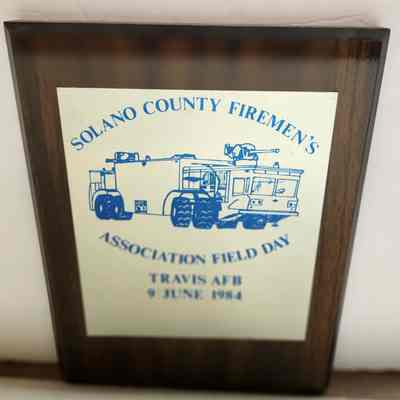 SOLANO COUNTY FIREMEN'S
ASSOCIATION FIELD DAY
TRAVIS AFB
9 JUNE 1984